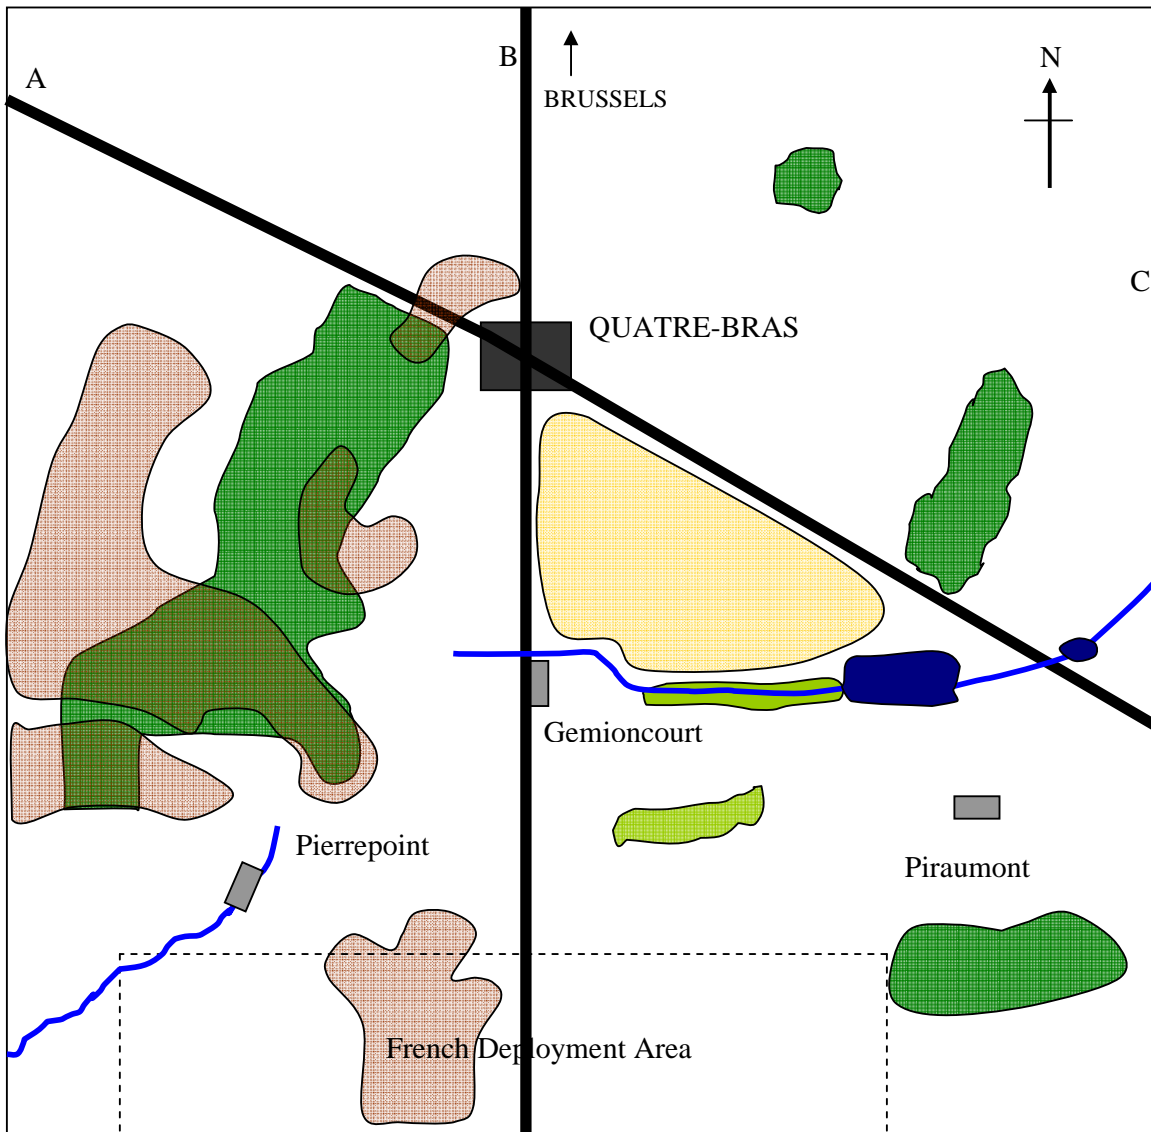 B
N
A
BRUSSELS
C
QUATRE-BRAS
Gemioncourt
Pierrepoint
Piraumont
French Deployment Area